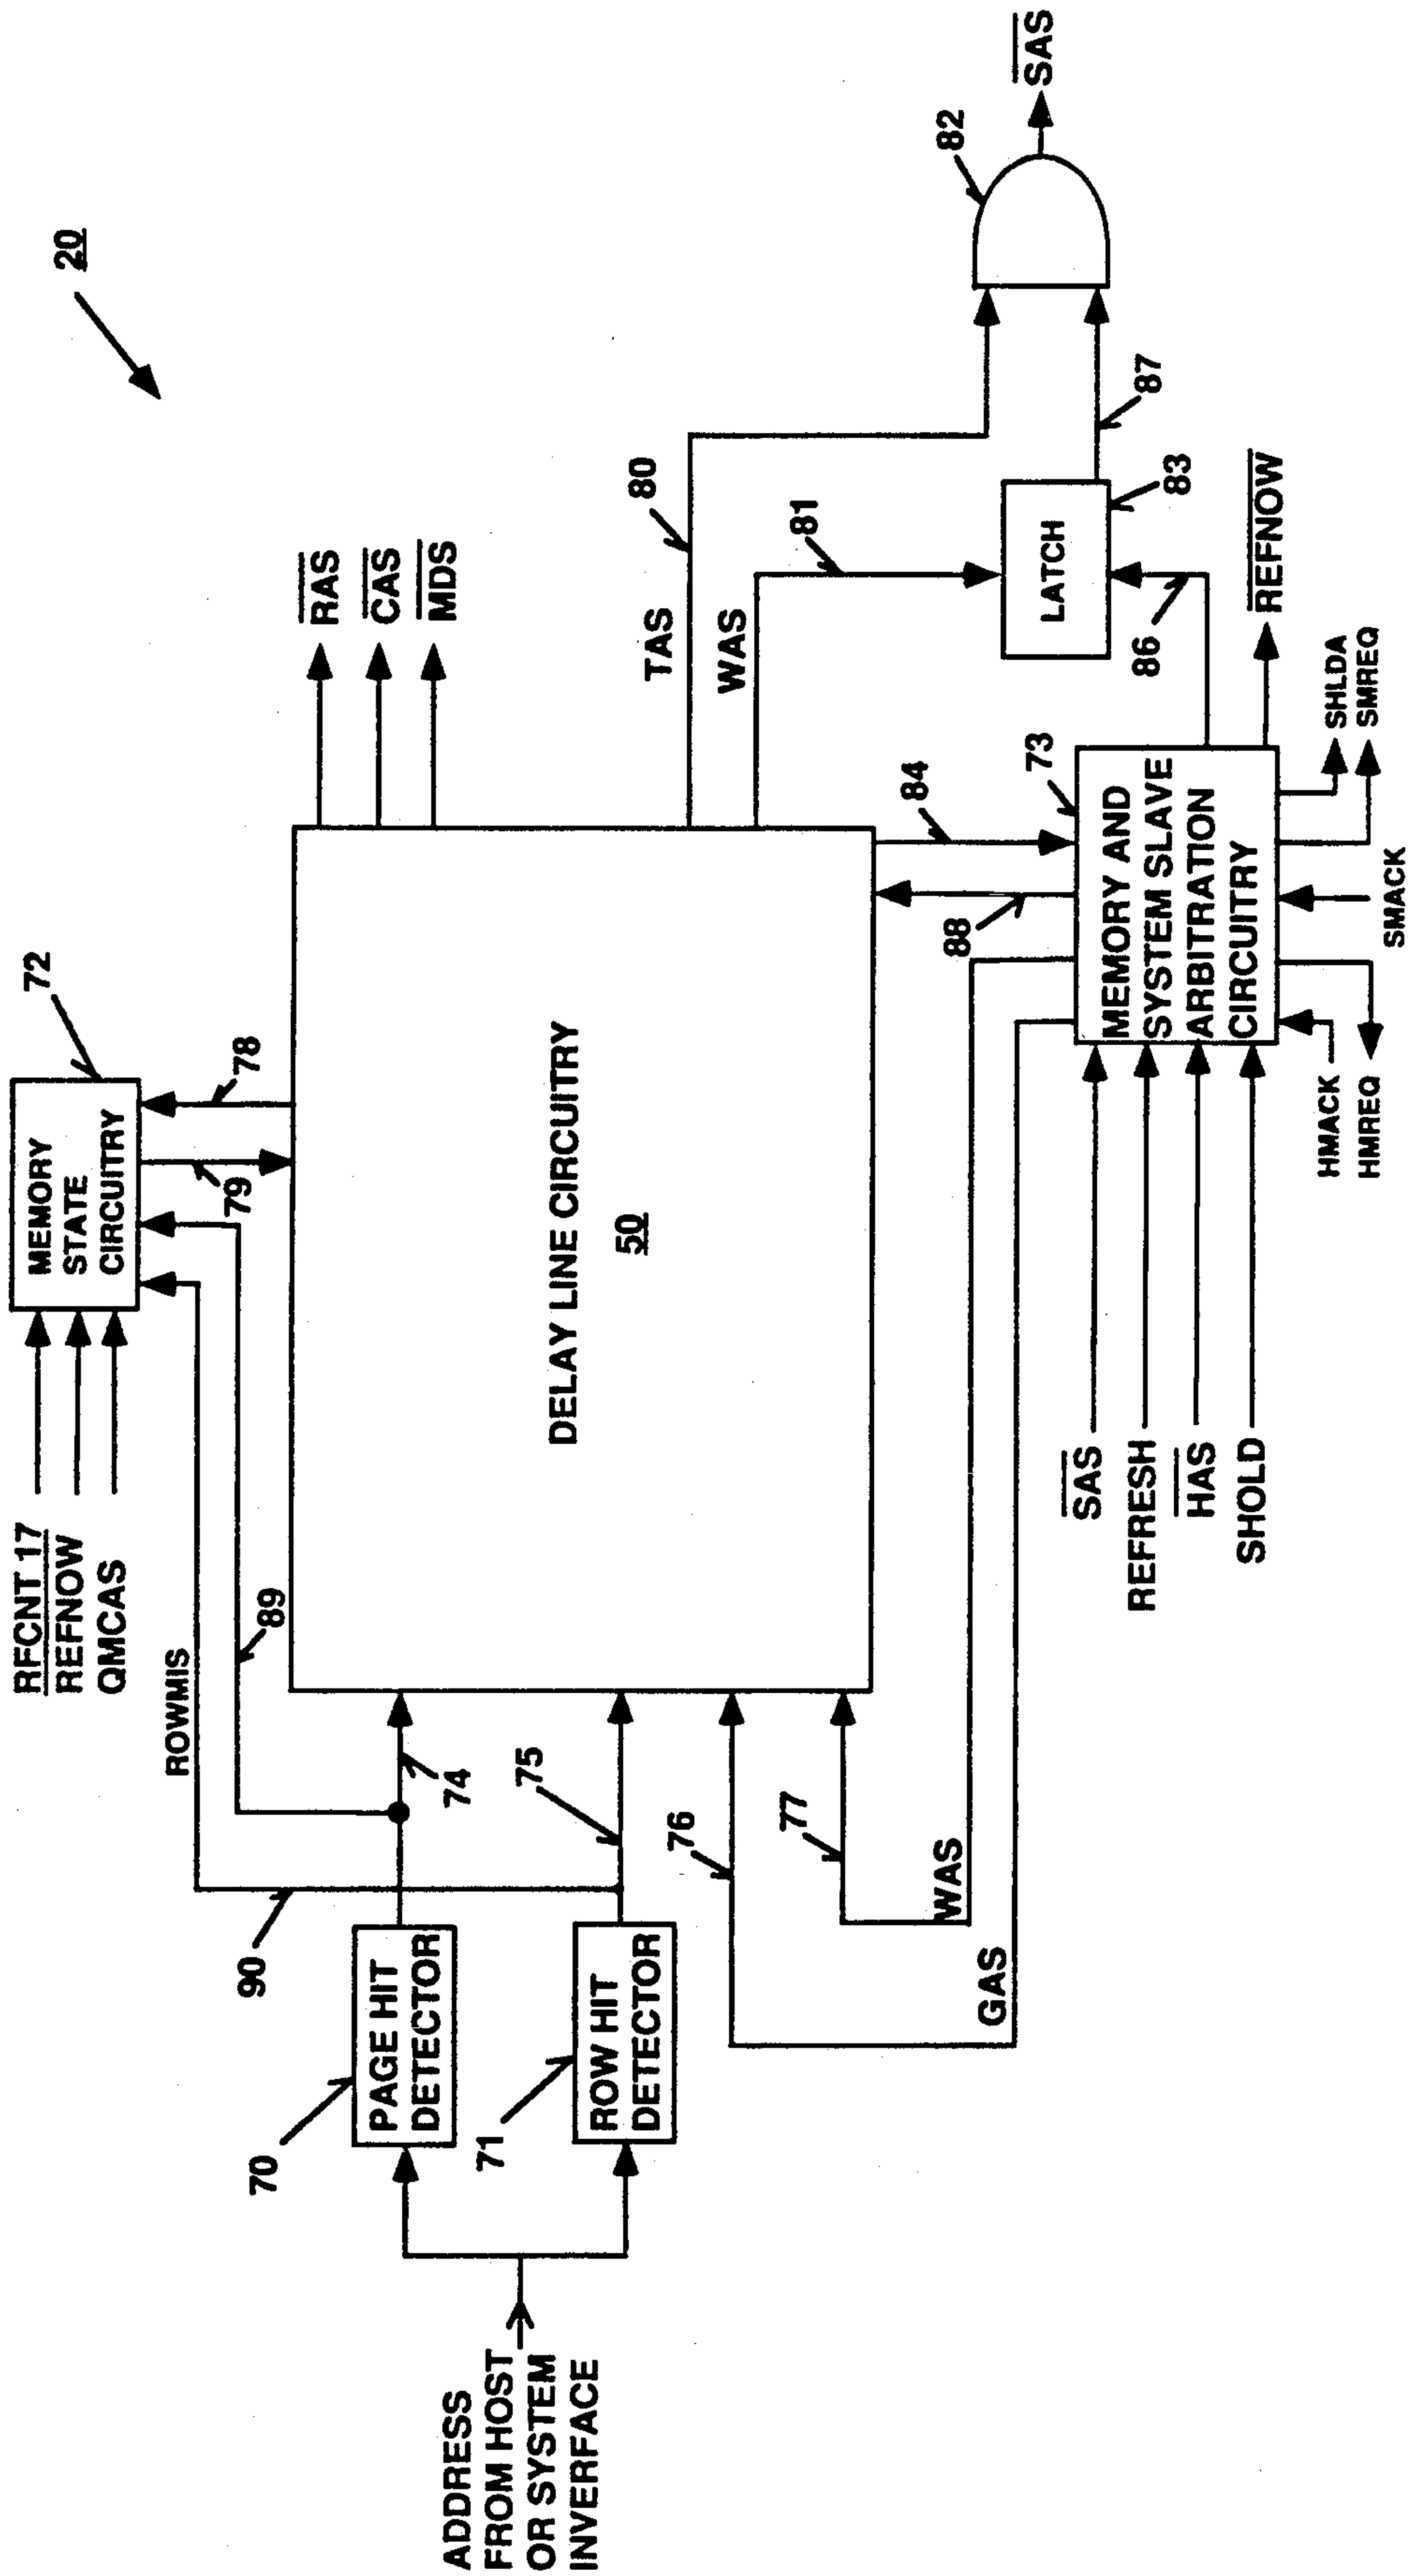 20
72
RFCNT 17
REFNOW
QMCAS
MEMORY
STATE
CIRCUITRY
ROWMIS
89
79
78
90
70
PAGE HIT
DETECTOR
74
RAS
CAS
MDS
ADDRESS
FROM HOST
OR SYSTEM
INVERFACE
71
ROW HIT
DETECTOR
75
DELAY LINE CIRCUITRY
50
TAS
80
WAS
81
76
77
WAS
GAS
88
84
82
SAS
LATCH
83
87
86
73
MEMORY AND
SYSTEM SLAVE
ARBITRATION
CIRCUITRY
SAS
REFRESH
HAS
SHOLD
REFNOW
HMACK
HMREQ
SMACK
SHLDA
SMREQ